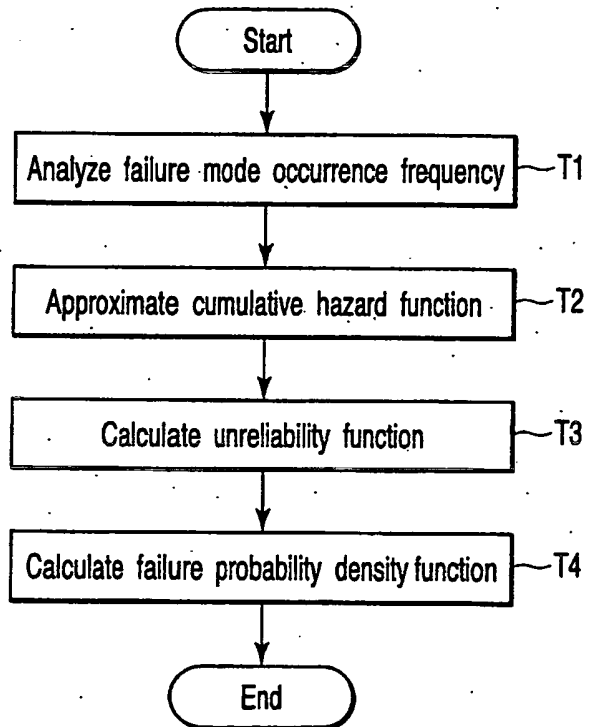 Start
Analyze failure mode occurrence frequency T1
Approximate cumulative hazard function T2
Calculate unreliability function T3
Calculate failure probability density function T4
End